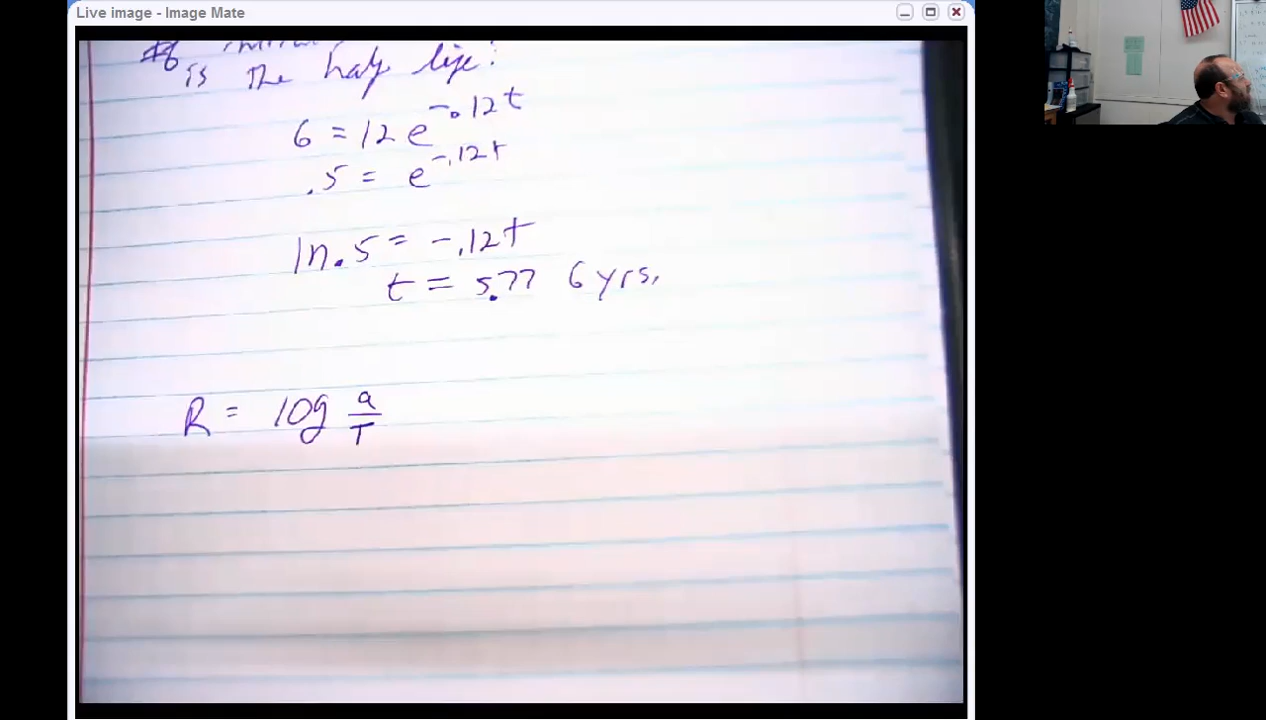 Live image - Image Mate
is the half life?
6 = 12 e^-.12t
.5 = e^-.12t
ln .5 = -.12t
t = 5.77 6 yrs.
R = log a/T